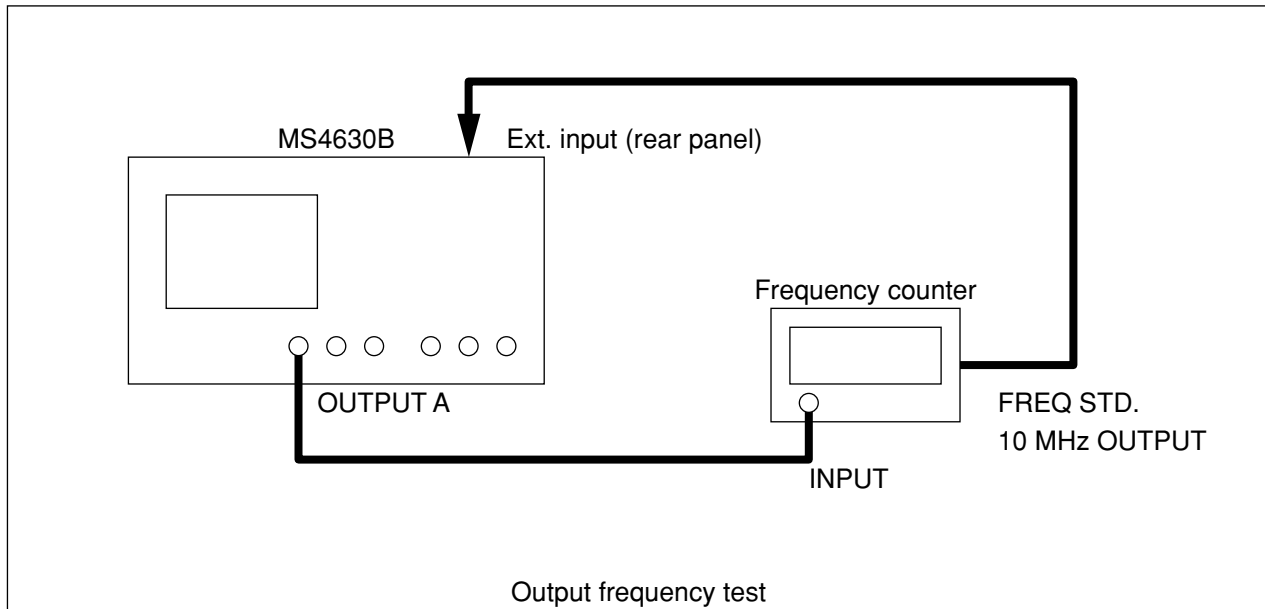 MS4630B
Ext. input (rear panel)
Frequency counter
OUTPUT A
FREQ STD.
10 MHz OUTPUT
INPUT
Output frequency test